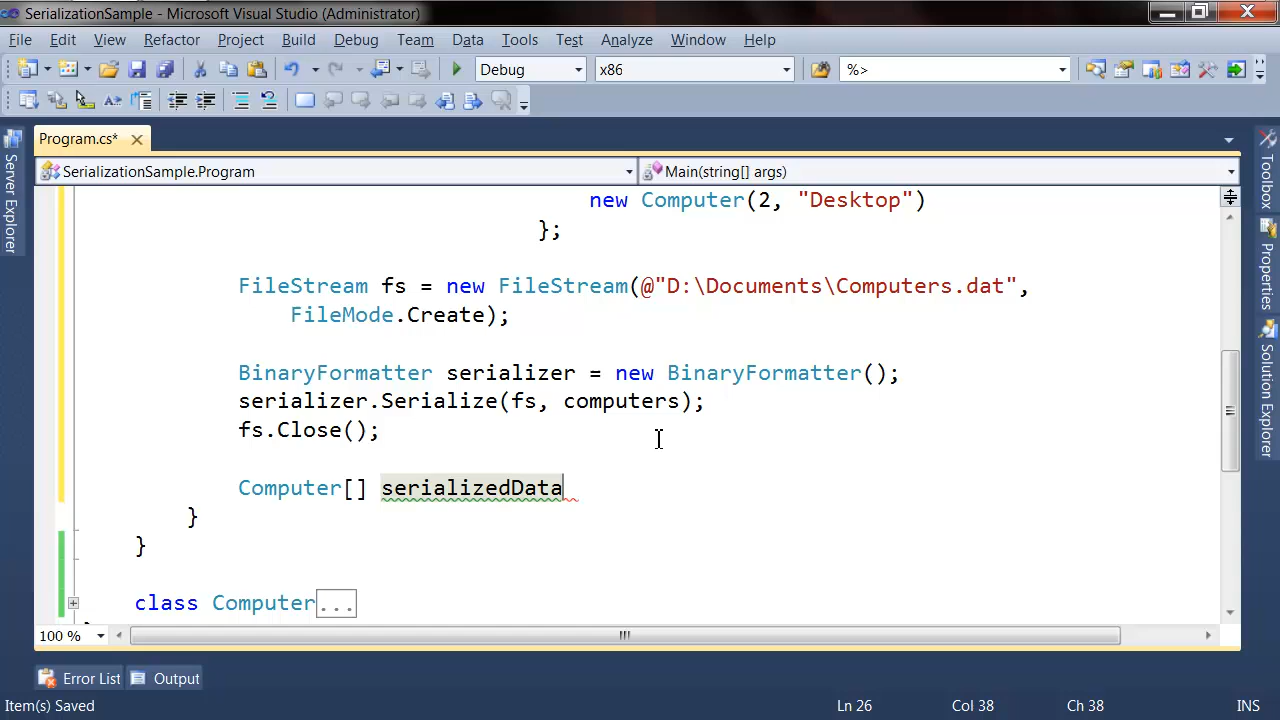 SerializationSample - Microsoft Visual Studio (Administrator)
File Edit View Refactor Project Build Debug Team Data Tools Test Analyze Window Help
Debug x86 %>
Program.cs*
SerializationSample.Program Main(string[] args)
Server Explorer
Toolbox
Properties
Solution Explorer
new Computer(2, "Desktop")
};
FileStream fs = new FileStream(@"D:\Documents\Computers.dat",
FileMode.Create);
BinaryFormatter serializer = new BinaryFormatter();
serializer.Serialize(fs, computers);
fs.Close();
Computer[] serializedData
}
}
class Computer...
100 %
Error List Output
Item(s) Saved Ln 26 Col 38 Ch 38 INS